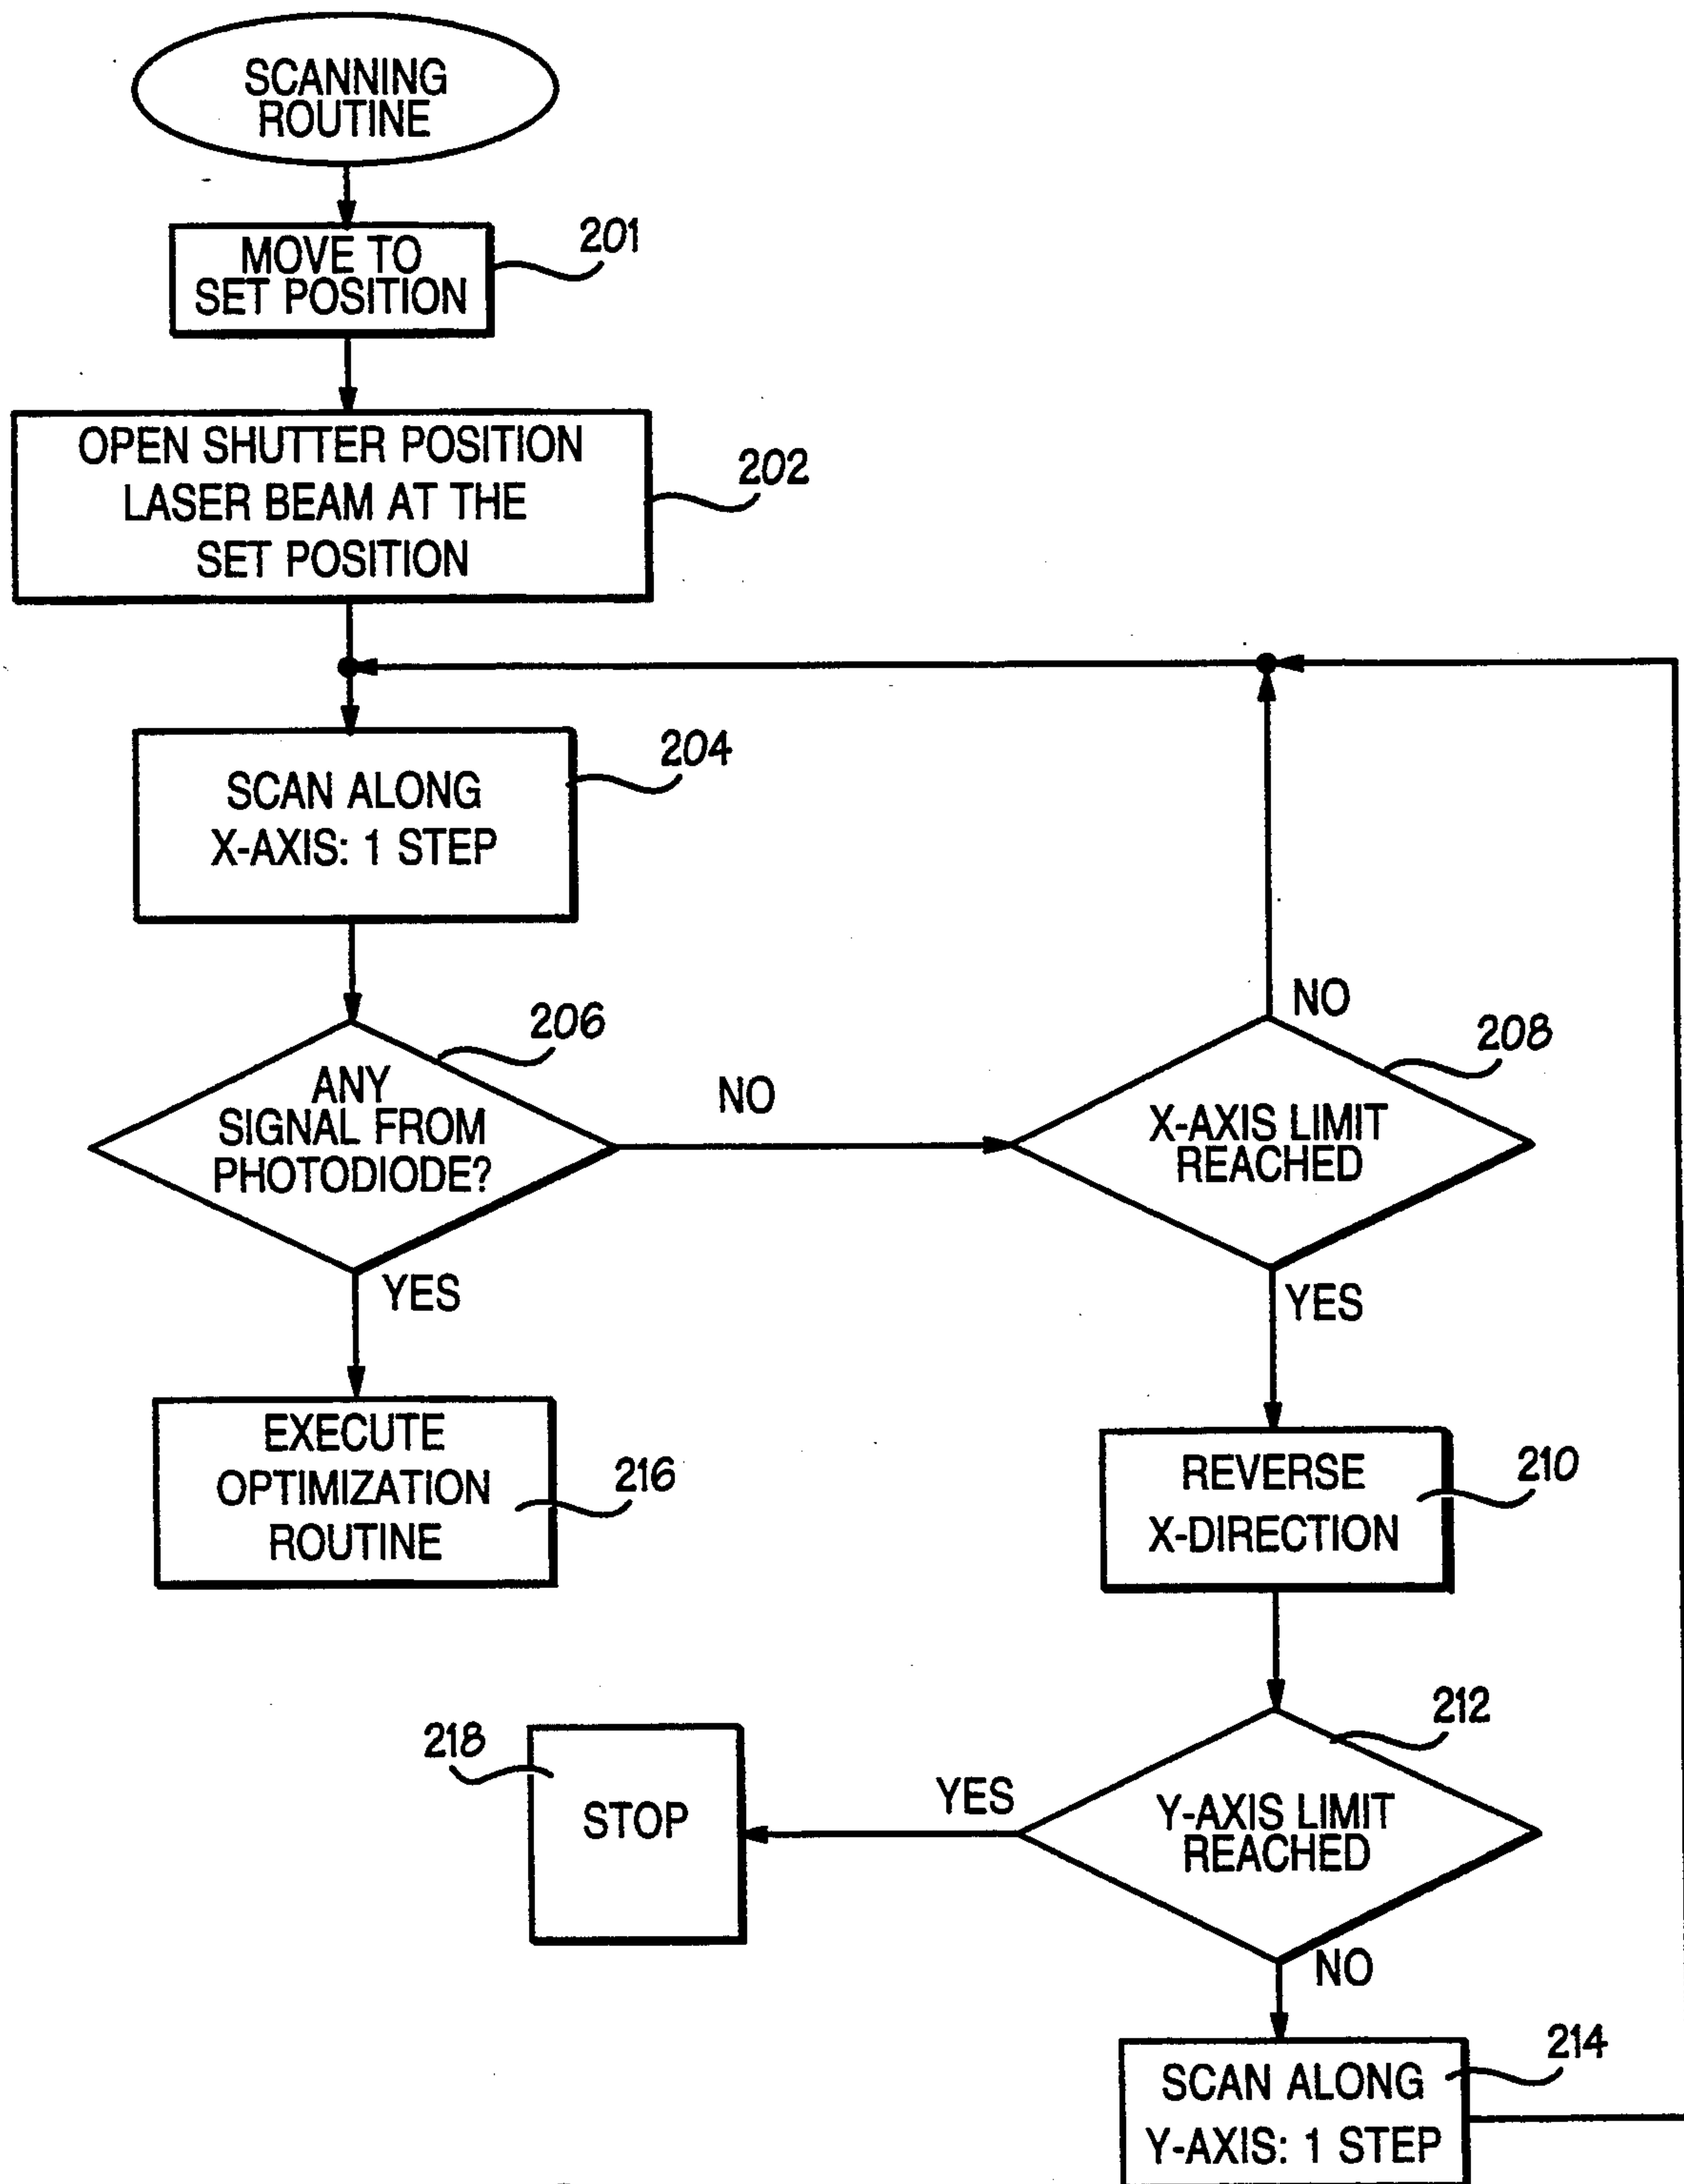 SCANNING
ROUTINE
MOVE TO
SET POSITION
201
OPEN SHUTTER POSITION
LASER BEAM AT THE
SET POSITION
202
SCAN ALONG
X-AXIS: 1 STEP
204
ANY
SIGNAL FROM
PHOTODIODE?
206
NO
YES
X-AXIS LIMIT
REACHED
208
NO
YES
EXECUTE
OPTIMIZATION
ROUTINE
216
REVERSE
X-DIRECTION
210
Y-AXIS LIMIT
REACHED
212
YES
NO
STOP
218
SCAN ALONG
Y-AXIS: 1 STEP
214